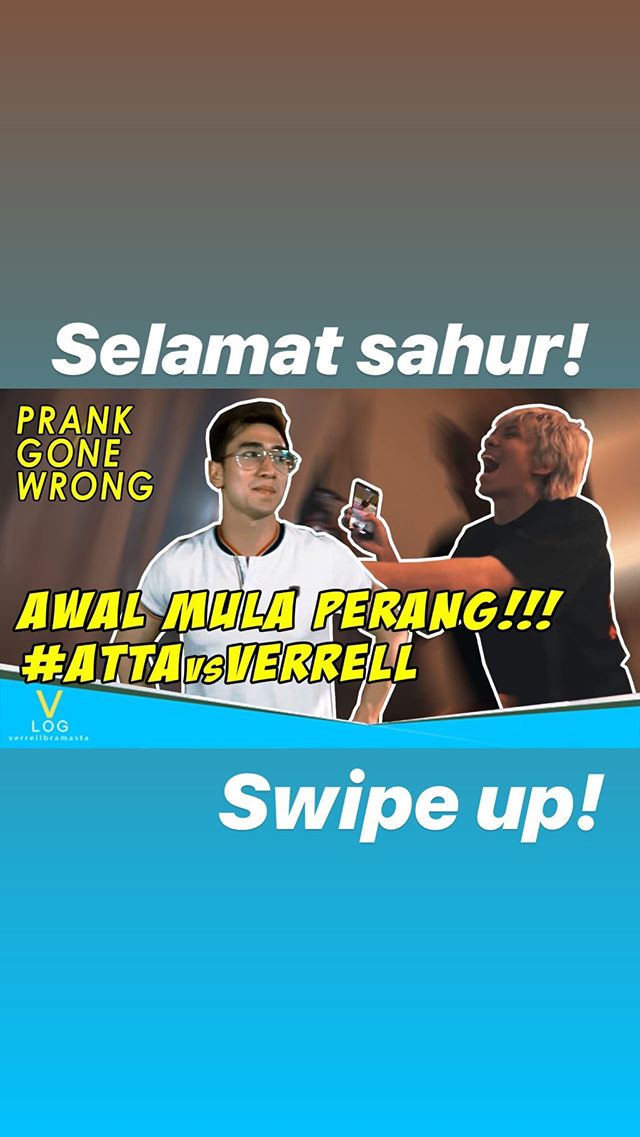 Selamat sahur!
PRANK
GONE
WRONG
AWAL MULA PERANG!!!
#ATTAvsVERRELL
V
LOG
verrellbramasta
Swipe up!